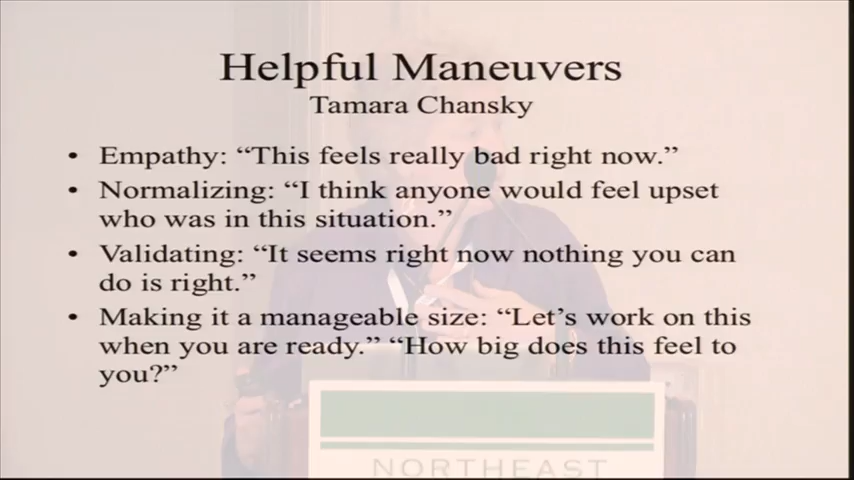 Helpful Maneuvers
Tamara Chansky
• Empathy: “This feels really bad right now.”
• Normalizing: “I think anyone would feel upset
who was in this situation.”
• Validating: “It seems right now nothing you can
do is right.”
• Making it a manageable size: “Let’s work on this
when you are ready.” “How big does this feel to
you?”
NORTHEAST